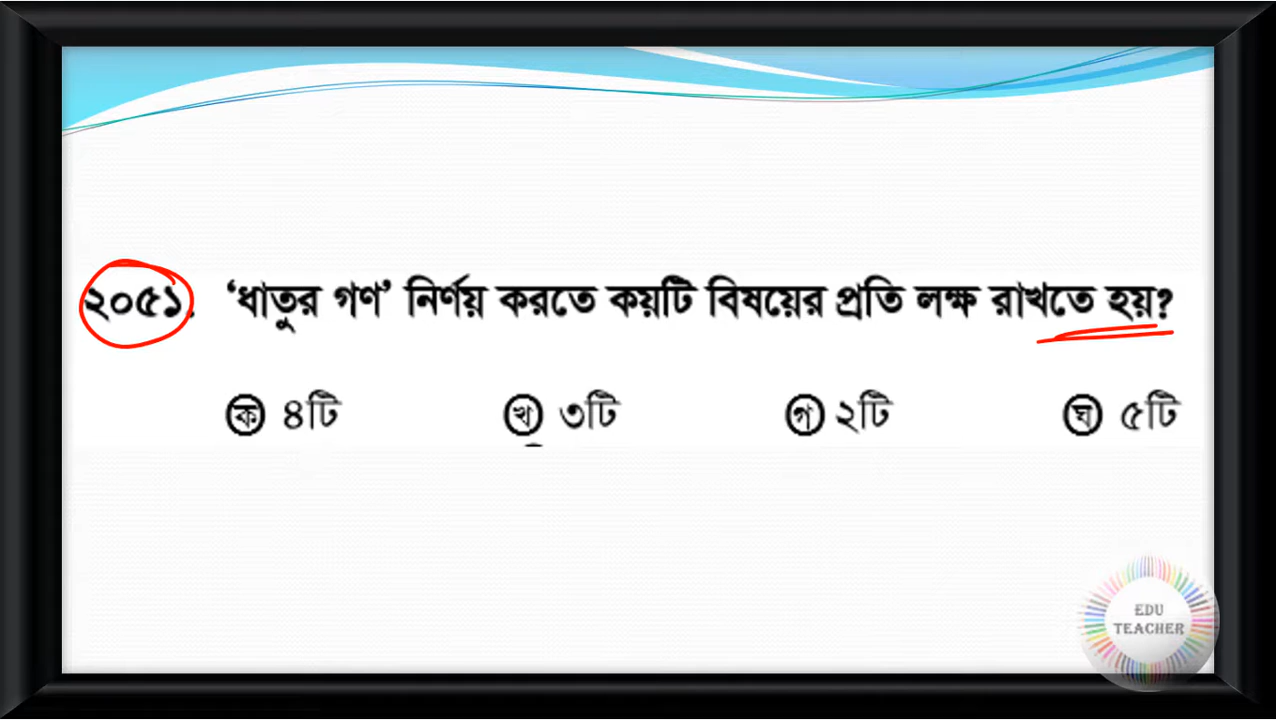 ২০৫১. ‘ধাতুর গণ’ নির্ণয় করতে কয়টি বিষয়ের প্রতি লক্ষ রাখতে হয়?
ক ৪টি খ ৩টি গ ২টি ঘ ৫টি
EDU
TEACHER